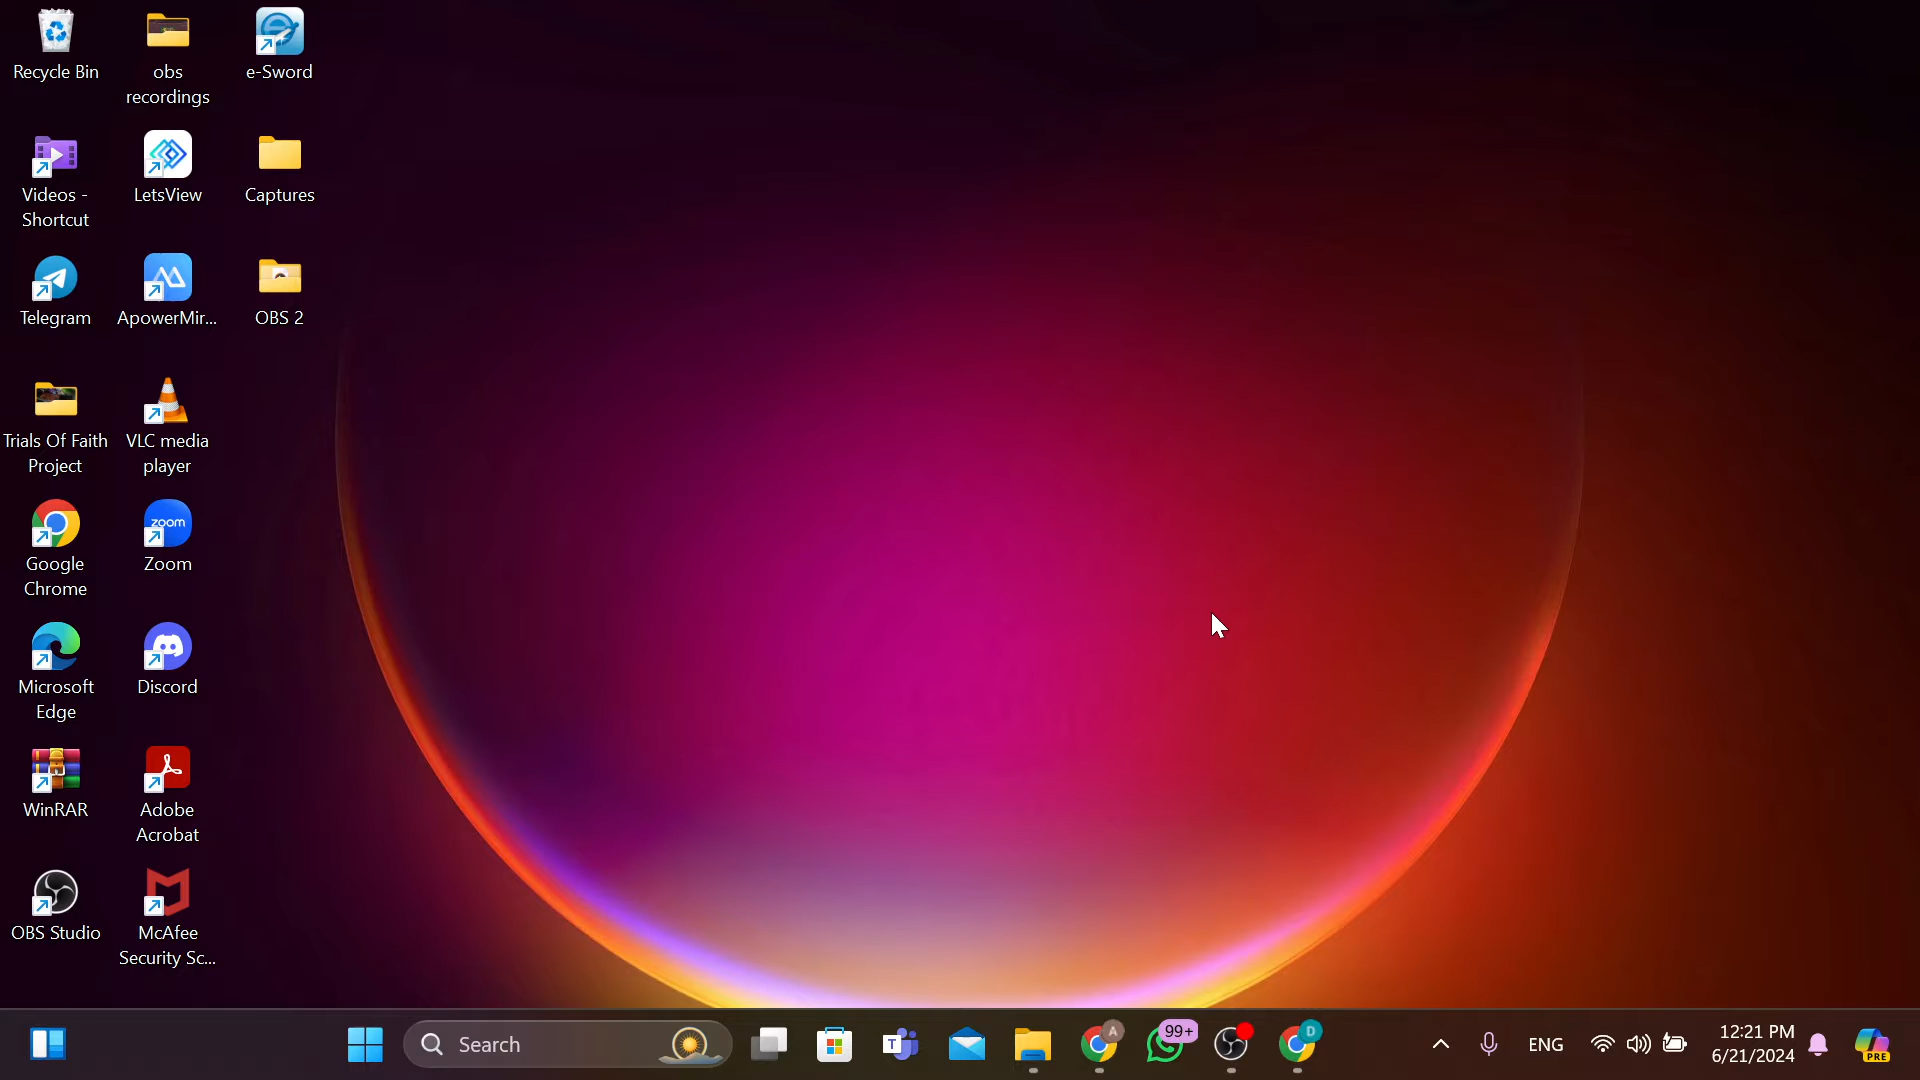 Recycle Bin
obs
recordings
e-Sword
Videos -
Shortcut
LetsView
Captures
Telegram
ApowerMir...
OBS 2
Trials Of Faith
Project
VLC media
player
Google
Chrome
zoom
Zoom
Microsoft
Edge
Discord
WinRAR
Adobe
Acrobat
OBS Studio
McAfee
Security Sc...
Search
T
A
99+
D
ENG
12:21 PM
6/21/2024
PRE